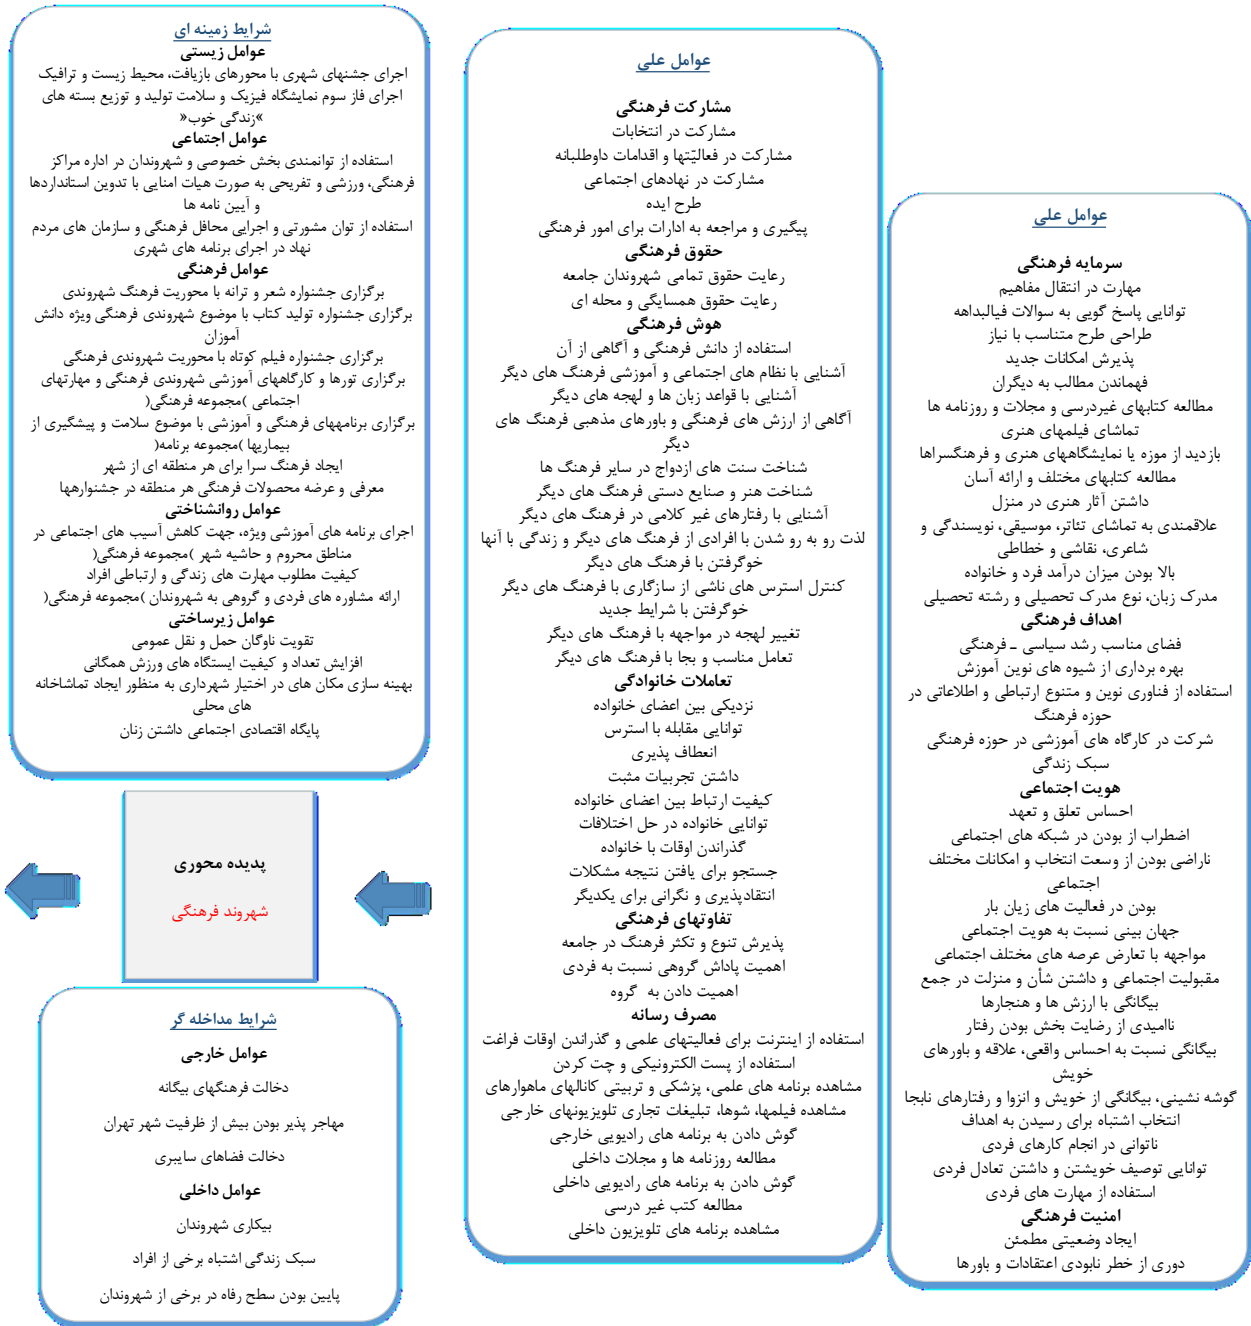 عوامل علی
سرمایه فرهنگی
مهارت در انتقال مفاهیم
توانایی پاسخ گویی به سوالات فیالبداهه
طراحی طرح متناسب با نیاز
پذیرش امکانات جدید
فهماندن مطالب به دیگران
مطالعه کتابهای غیردرسی و مجلات و روزنامه ها
تماشای فیلمهای هنری
بازدید از موزه یا نمایشگاههای هنری و فرهنگسراها
مطالعه کتابهای مختلف و ارائه آسان
داشتن آثار هنری در منزل
علاقمندی به تماشای تئاتر، موسیقی، نویسندگی و
شاعری، نقاشی و خطاطی
بالا بودن میزان درآمد فرد و خانواده
مدرک زبان، نوع مدرک تحصیلی و رشته تحصیلی
اهداف فرهنگی
فضای مناسب رشد سیاسی ـ فرهنگی
بهره برداری از شیوه های نوین آموزش
استفاده از فناوری نوین و متنوع ارتباطی و اطلاعاتی در
حوزه فرهنگ
شرکت در کارگاه های آموزشی در حوزه فرهنگی
سبک زندگی
هویت اجتماعی
احساس تعلق و تعهد
اضطراب از بودن در شبکه های اجتماعی
ناراضی بودن از وسعت انتخاب و امکانات مختلف
اجتماعی
بودن در فعالیت های زیان بار
جهان بینی نسبت به هویت اجتماعی
مواجهه با تعارض عرصه های مختلف اجتماعی
مقبولیت اجتماعی و داشتن شأن و منزلت در جمع
بیگانگی با ارزش ها و هنجارها
ناامیدی از رضایت بخش بودن رفتار
بیگانگی نسبت به احساس واقعی، علاقه و باورهای
خویش
گوشه نشینی، بیگانگی از خویش و انزوا و رفتارهای نابجا
انتخاب اشتباه برای رسیدن به اهداف
ناتوانی در انجام کارهای فردی
توانایی توصیف خویشتن و داشتن تعادل فردی
استفاده از مهارت های فردی
امنیت فرهنگی
ایجاد وضعیتی مطمئن
دوری از خطر نابودی اعتقادات و باورها
عوامل علی
مشارکت فرهنگی
مشارکت در انتخابات
مشارکت در فعالیّتها و اقدامات داوطلبانه
مشارکت در نهادهای اجتماعی
طرح ایده
پیگیری و مراجعه به ادارات برای امور فرهنگی
حقوق فرهنگی
رعایت حقوق تمامی شهروندان جامعه
رعایت حقوق همسایگی و محله ای
هوش فرهنگی
استفاده از دانش فرهنگی و آگاهی از آن
آشنایی با نظام های اجتماعی و آموزشی فرهنگ های دیگر
آشنایی با قواعد زبان ها و لهجه های دیگر
آگاهی از ارزش های فرهنگی و باورهای مذهبی فرهنگ های
دیگر
شناخت سنت های ازدواج در سایر فرهنگ ها
شناخت هنر و صنایع دستی فرهنگ های دیگر
آشنایی با رفتارهای غیر کلامی در فرهنگ های دیگر
لذت رو به رو شدن با افرادی از فرهنگ های دیگر و زندگی با آنها
خوگرفتن با فرهنگ های دیگر
کنترل استرس های ناشی از سازگاری با فرهنگ های دیگر
خوگرفتن با شرایط جدید
تغییر لهجه در مواجهه با فرهنگ های دیگر
تعامل مناسب و بجا با فرهنگ های دیگر
تعاملات خانوادگی
نزدیکی بین اعضای خانواده
توانایی مقابله با استرس
انعطاف پذیری
داشتن تجربیات مثبت
کیفیت ارتباط بین اعضای خانواده
توانایی خانواده در حل اختلافات
گذراندن اوقات با خانواده
جستجو برای یافتن نتیجه مشکلات
انتقادپذیری و نگرانی برای یکدیگر
تفاوتهای فرهنگی
پذیرش تنوع و تکثر فرهنگ در جامعه
اهمیت پاداش گروهی نسبت به فردی
اهمیت دادن به گروه
مصرف رسانه
استفاده از اینترنت برای فعالیتهای علمی و گذراندن اوقات فراغت
استفاده از پست الکترونیکی و چت کردن
مشاهده برنامه های علمی، پزشکی و تربیتی کانالهای ماهوارهای
مشاهده فیلمها، شوها، تبلیغات تجاری تلویزیونهای خارجی
گوش دادن به برنامه های رادیویی خارجی
مطالعه روزنامه ها و مجلات داخلی
گوش دادن به برنامه های رادیویی داخلی
مطالعه کتب غیر درسی
مشاهده برنامه های تلویزیون داخلی
شرایط زمینه ای
عوامل زیستی
اجرای جشنهای شهری با محورهای بازیافت، محیط زیست و ترافیک
اجرای فاز سوم نمایشگاه فیزیک و سلامت تولید و توزیع بسته های
»زندگی خوب«
عوامل اجتماعی
استفاده از توانمندی بخش خصوصی و شهروندان در اداره مراکز
فرهنگی، ورزشی و تفریحی به صورت هیات امنایی با تدوین استانداردها
و آیین نامه ها
استفاده از توان مشورتی و اجرایی محافل فرهنگی و سازمان های مردم
نهاد در اجرای برنامه های شهری
عوامل فرهنگی
برگزاری جشنواره شعر و ترانه با محوریت فرهنگ شهروندی
برگزاری جشنواره تولید کتاب با موضوع شهروندی فرهنگی ویژه دانش
آموزان
برگزاری جشنواره فیلم کوتاه با محوریت شهروندی فرهنگی
برگزاری تورها و کارگاههای آموزشی شهروندی فرهنگی و مهارتهای
اجتماعی )مجموعه فرهنگی(
برگزاری برنامههای فرهنگی و آموزشی با موضوع سلامت و پیشگیری از
بیماریها )مجموعه برنامه(
ایجاد فرهنگ سرا برای هر منطقه ای از شهر
معرفی و عرضه محصولات فرهنگی هر منطقه در جشنوارهها
عوامل روانشناختی
اجرای برنامه های آموزشی ویژه، جهت کاهش آسیب های اجتماعی در
مناطق محروم و حاشیه شهر )مجموعه فرهنگی(
کیفیت مطلوب مهارت های زندگی و ارتباطی افراد
ارائه مشاوره های فردی و گروهی به شهروندان )مجموعه فرهنگی(
عوامل زیرساختی
تقویت ناوگان حمل و نقل عمومی
افزایش تعداد و کیفیت ایستگاه های ورزش همگانی
بهینه سازی مکان های در اختیار شهرداری به منظور ایجاد تماشاخانه
های محلی
پایگاه اقتصادی اجتماعی داشتن زنان
پدیده محوری
شهروند فرهنگی
شرایط مداخله گر
عوامل خارجی
دخالت فرهنگهای بیگانه
مهاجر پذیر بودن بیش از ظرفیت شهر تهران
دخالت فضاهای سایبری
عوامل داخلی
بیکاری شهروندان
سبک زندگی اشتباه برخی از افراد
پایین بودن سطح رفاه در برخی از شهروندان